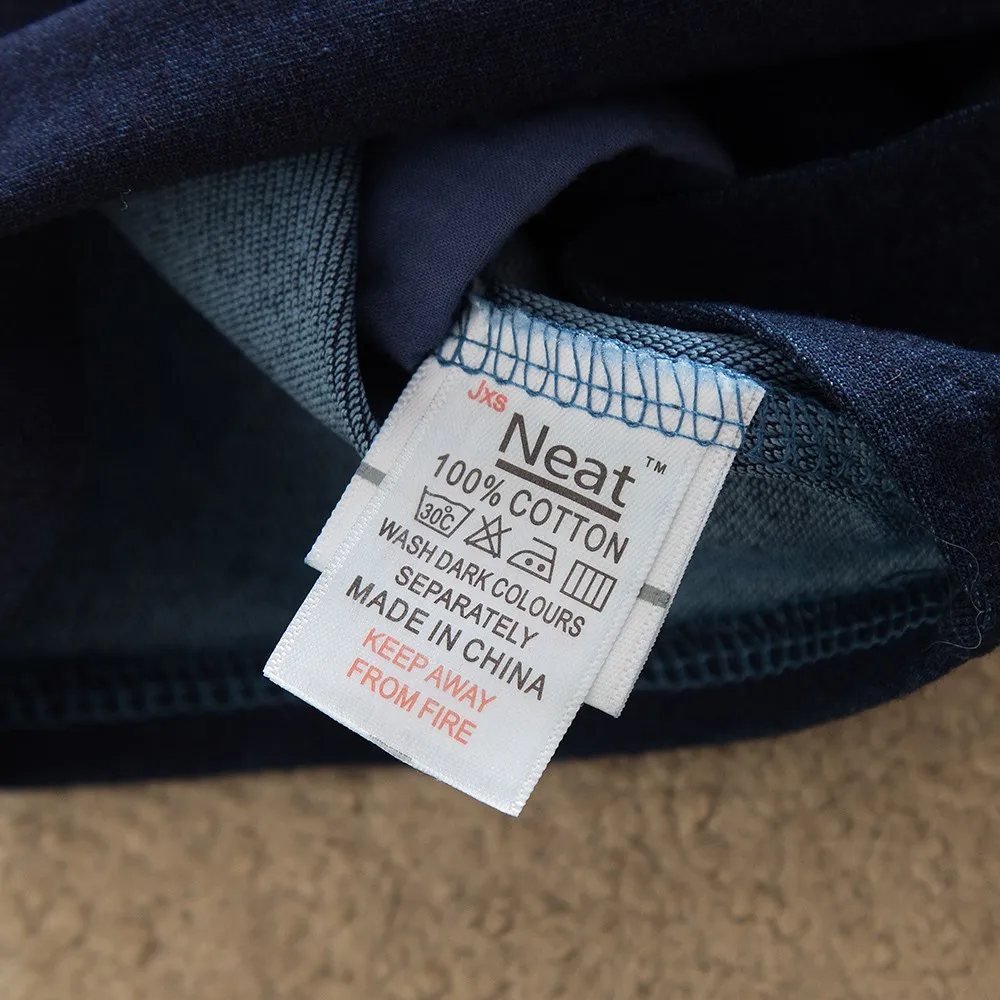 Jxs
Neat™
100% COTTON
30°C
WASH DARK COLOURS
SEPARATELY
MADE IN CHINA
KEEP AWAY
FROM FIRE